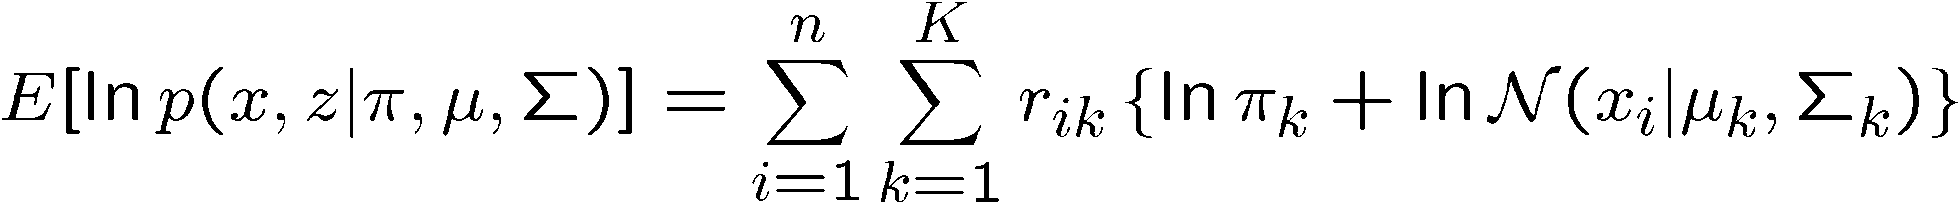 E[ln p(x, z|π, μ, Σ)] = ∑_{i=1}^{n} ∑_{k=1}^{K} r_{ik} {ln π_k + ln 𝒩(x_i|μ_k, Σ_k)}